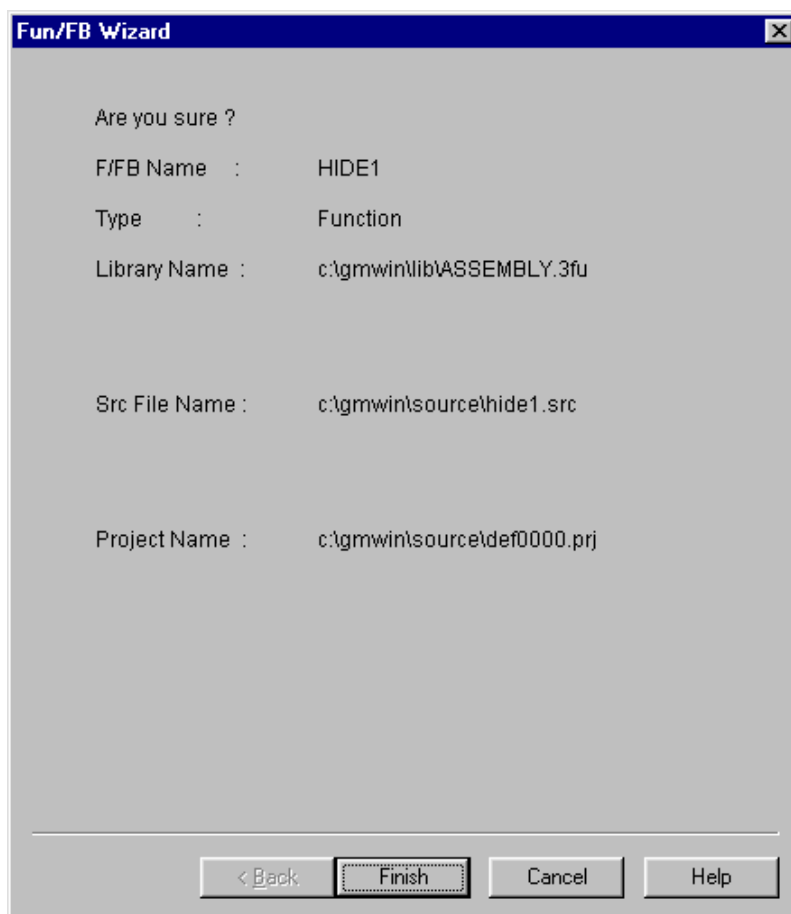 Fun/FB Wizard
Are you sure ?
F/FB Name : HIDE1
Type : Function
Library Name : c:\gmwin\lib\ASSEMBLY.3fu
Src File Name : c:\gmwin\source\hide1.src
Project Name : c:\gmwin\source\def0000.prj
< Back Finish Cancel Help